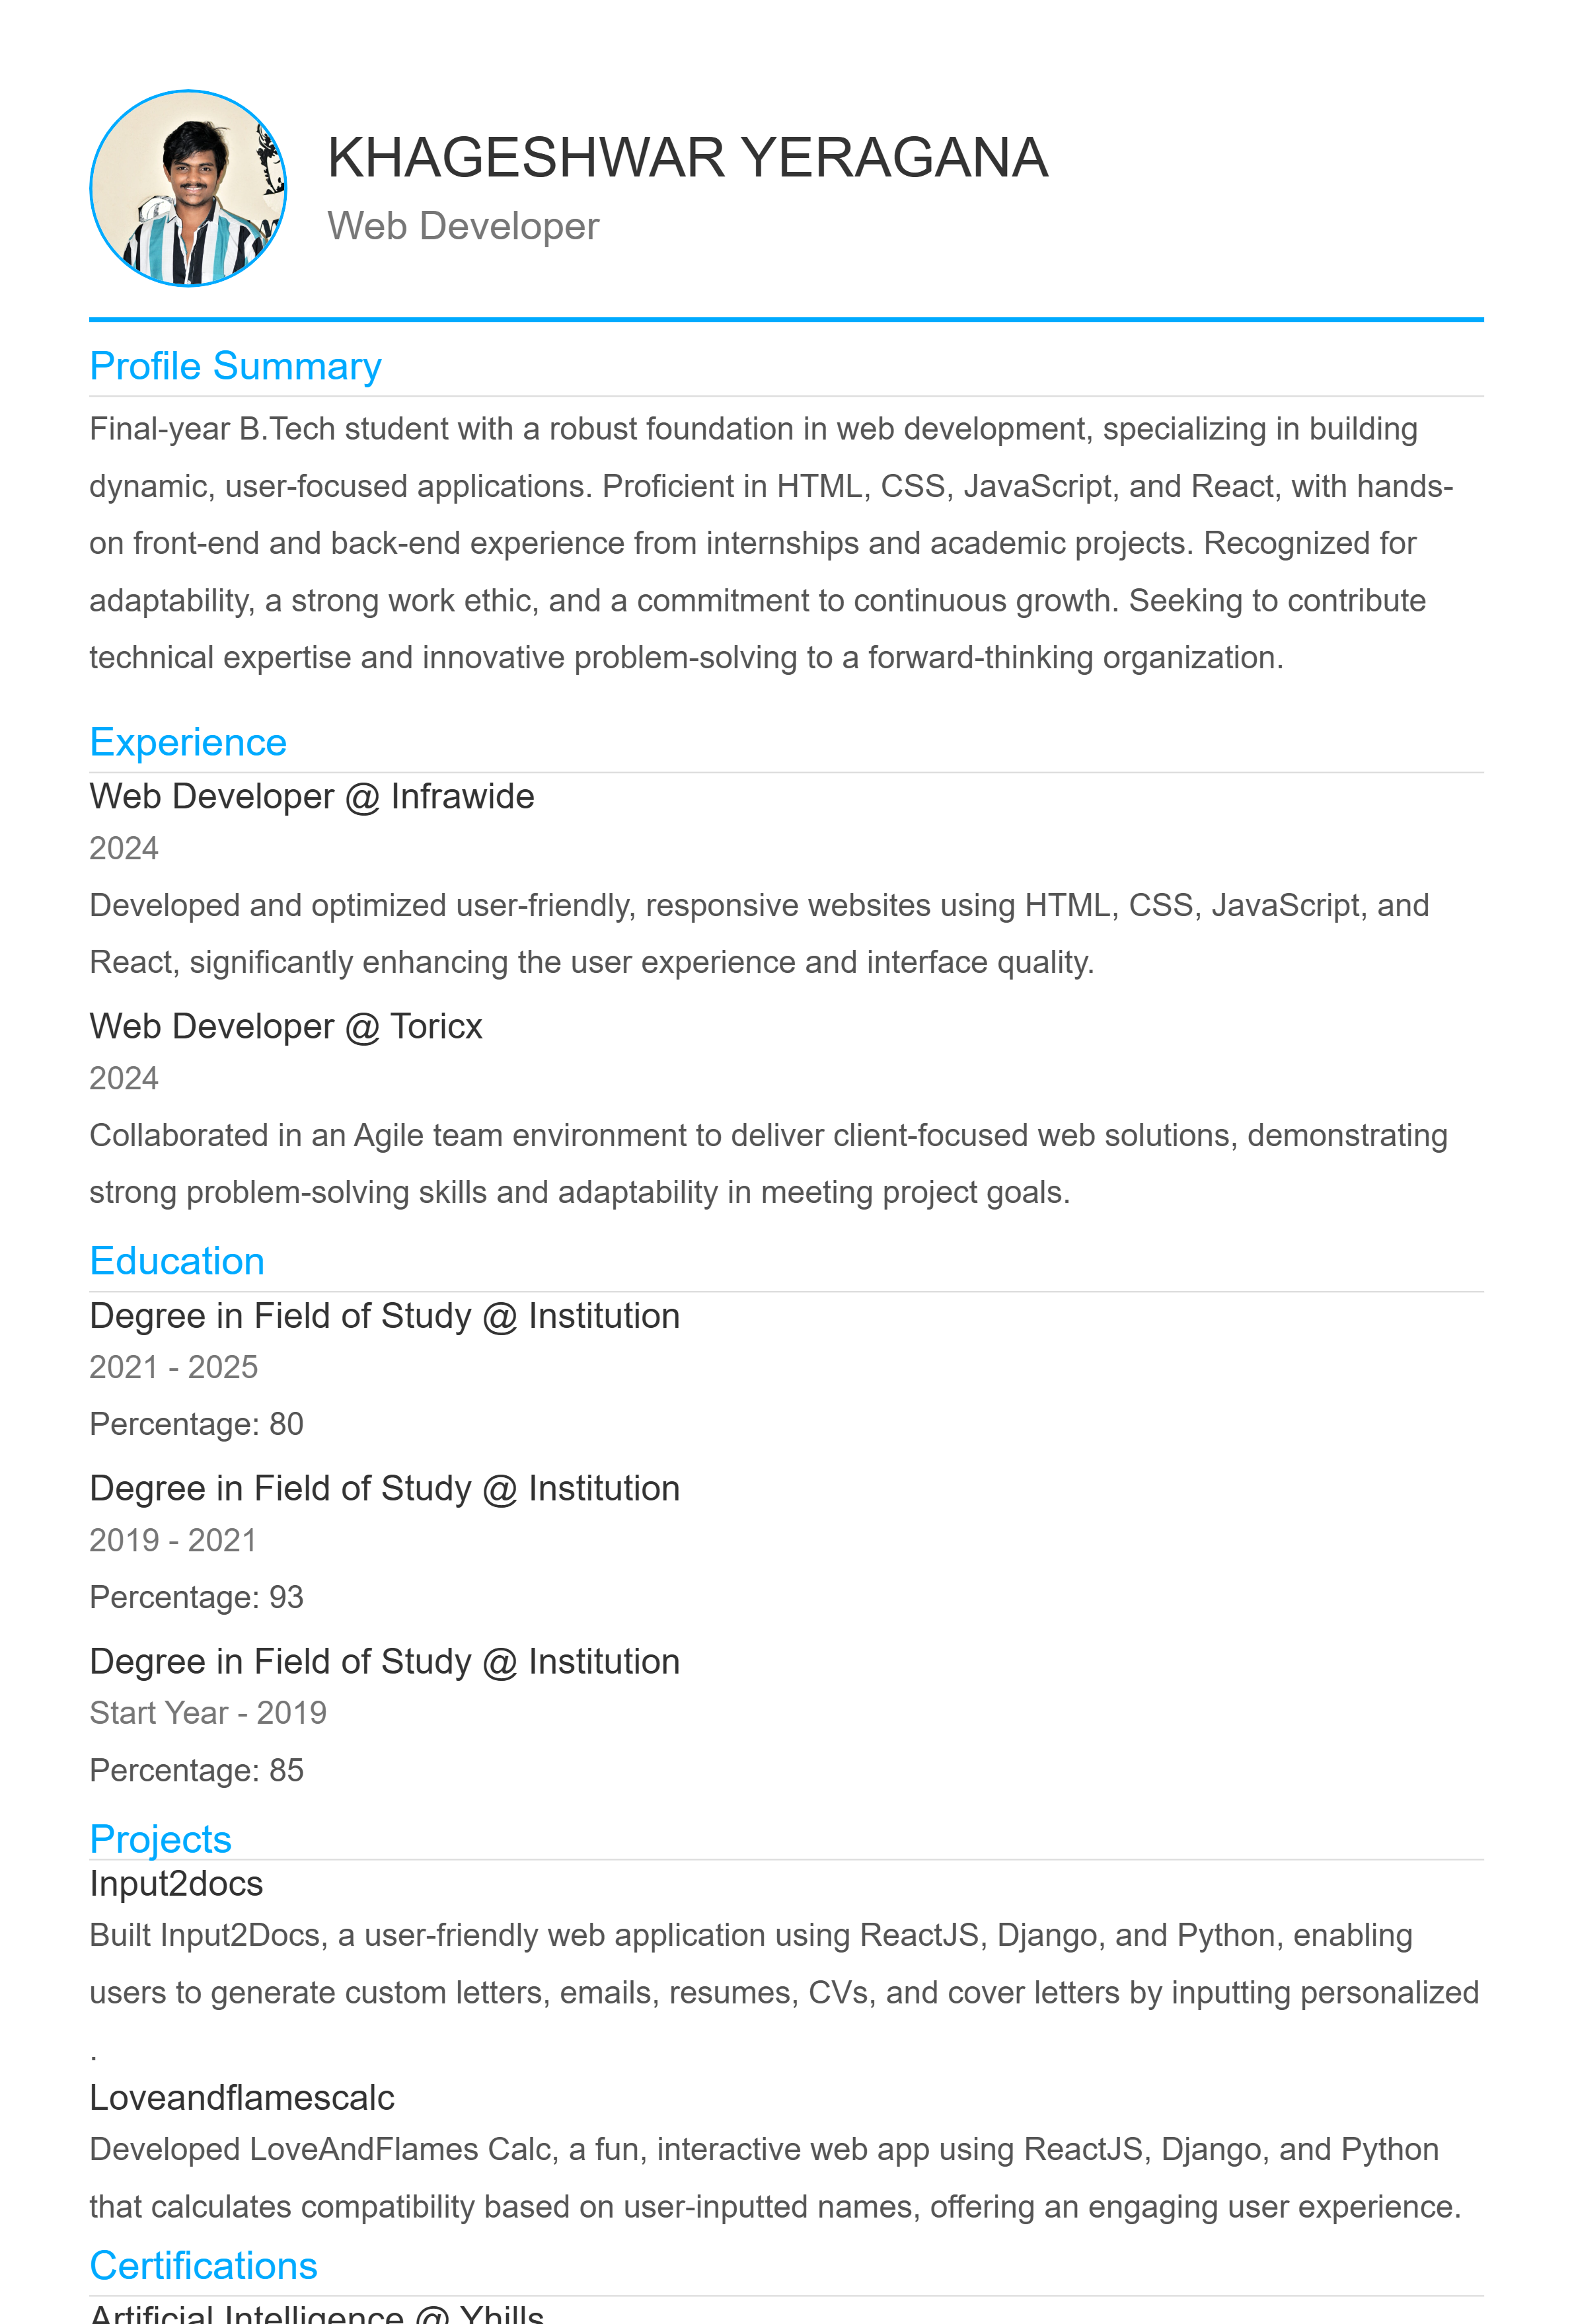 KHAGESHWAR YERAGANA
Web Developer
Profile Summary
Final-year B.Tech student with a robust foundation in web development, specializing in building
dynamic, user-focused applications. Proficient in HTML, CSS, JavaScript, and React, with hands-
on front-end and back-end experience from internships and academic projects. Recognized for
adaptability, a strong work ethic, and a commitment to continuous growth. Seeking to contribute
technical expertise and innovative problem-solving to a forward-thinking organization.
Experience
Web Developer @ Infrawide
2024
Developed and optimized user-friendly, responsive websites using HTML, CSS, JavaScript, and
React, significantly enhancing the user experience and interface quality.
Web Developer @ Toricx
2024
Collaborated in an Agile team environment to deliver client-focused web solutions, demonstrating
strong problem-solving skills and adaptability in meeting project goals.
Education
Degree in Field of Study @ Institution
2021 - 2025
Percentage: 80
Degree in Field of Study @ Institution
2019 - 2021
Percentage: 93
Degree in Field of Study @ Institution
Start Year - 2019
Percentage: 85
Projects
Input2docs
Built Input2Docs, a user-friendly web application using ReactJS, Django, and Python, enabling
users to generate custom letters, emails, resumes, CVs, and cover letters by inputting personalized
.
Loveandflamescalc
Developed LoveAndFlames Calc, a fun, interactive web app using ReactJS, Django, and Python
that calculates compatibility based on user-inputted names, offering an engaging user experience.
Certifications
Artificial Intelligence @ Yhills